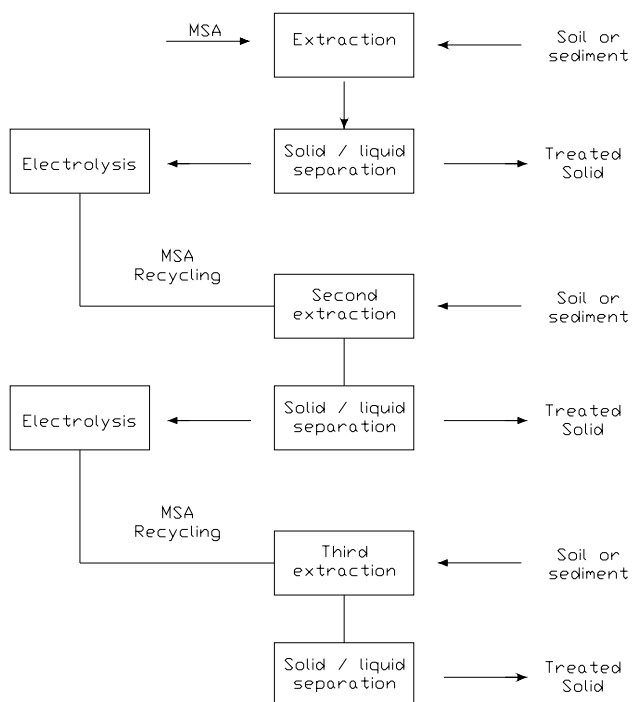 MSA
Extraction
Soil or
sediment
Electrolysis
Solid / liquid
separation
Treated
Solid
MSA
Recycling
Second
extraction
Soil or
sediment
Electrolysis
Solid / liquid
separation
Treated
Solid
MSA
Recycling
Third
extraction
Soil or
sediment
Solid / liquid
separation
Treated
Solid